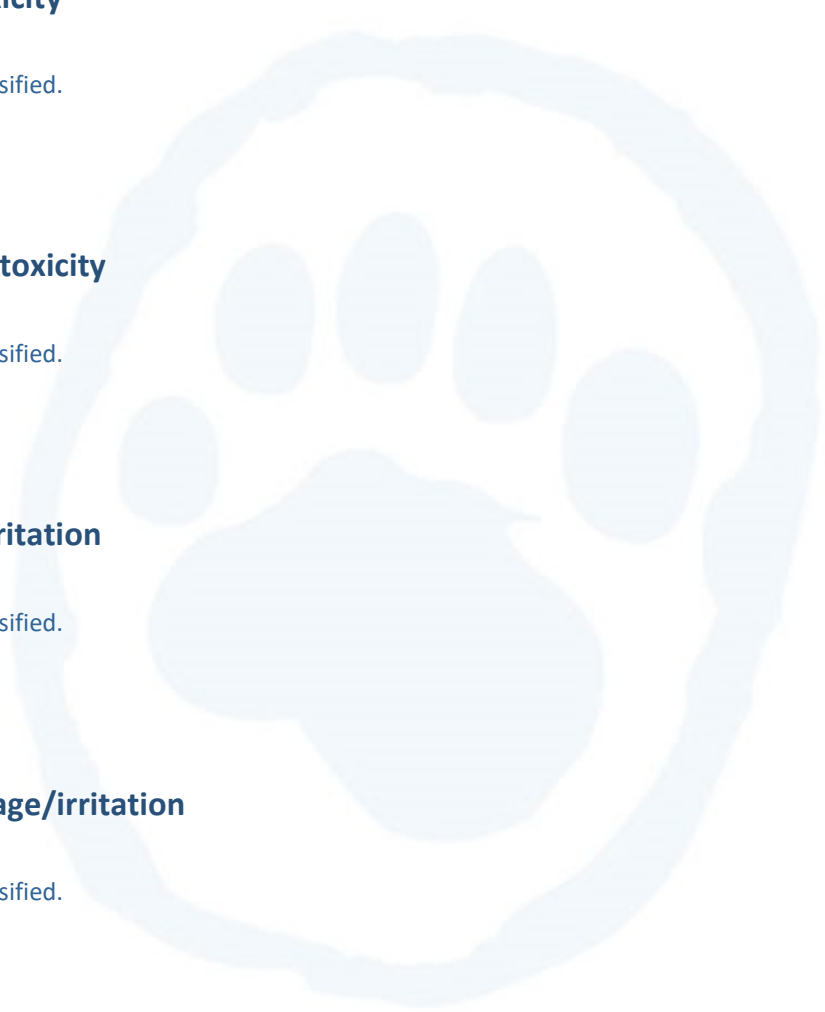 icity
sified.
toxicity
sified.
ritation
sified.
age/irritation
sified.